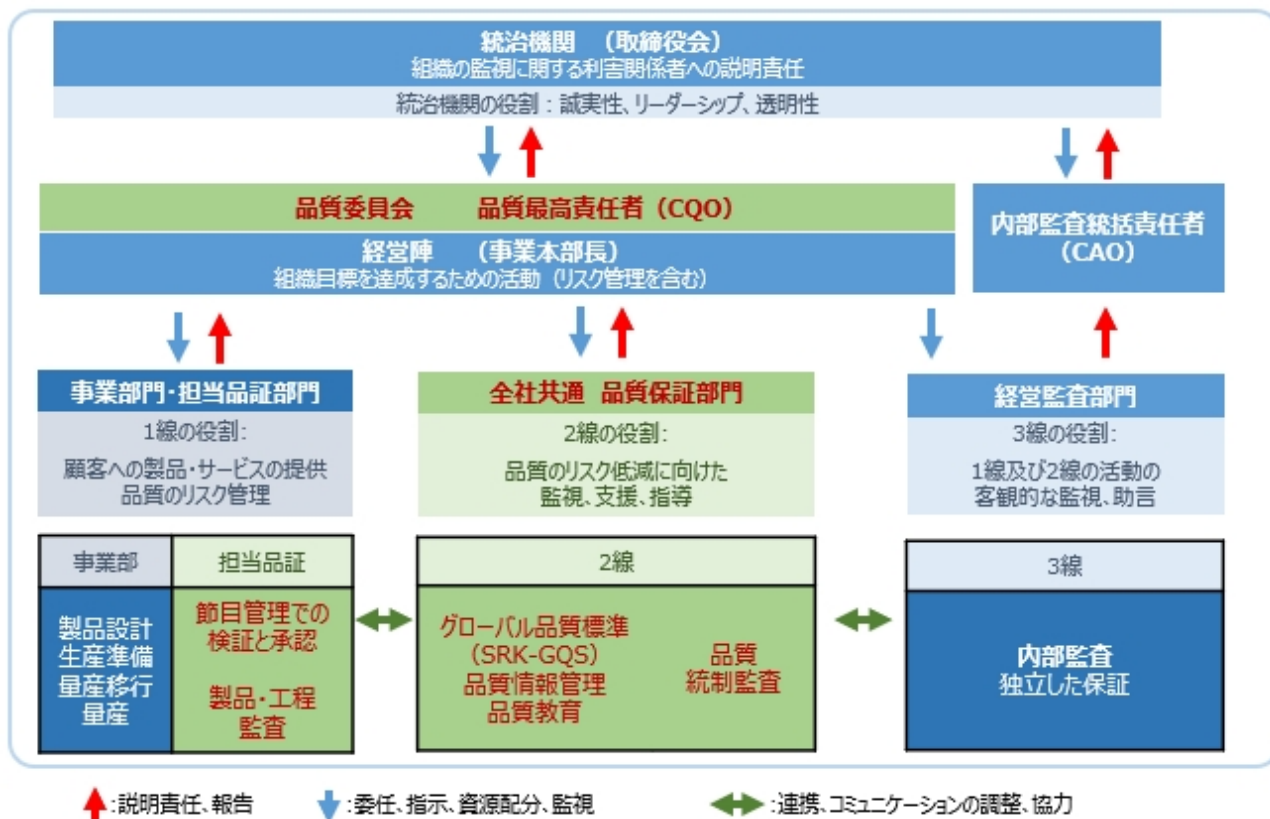 統治機関　（取締役会）
組織の監視に関する利害関係者への説明責任
統治機関の役割：誠実性、リーダーシップ、透明性
品質委員会　　品質最高責任者（CQO）
経営陣　（事業本部長）
組織目標を達成するための活動（リスク管理を含む）
内部監査統括責任者
（CAO）
事業部門・担当品証部門
1線の役割：
顧客への製品・サービスの提供
品質のリスク管理
全社共通 品質保証部門
2線の役割：
品質のリスク低減に向けた
監視、支援、指導
経営監査部門
3線の役割：
1線及び2線の活動の
客観的な監視、助言
事業部
製品設計
生産準備
量産移行
量産
担当品証
節目管理での
検証と承認
製品・工程
監査
2線
グローバル品質標準
（SRK-GQS）
品質情報管理
品質教育
品質
統制監査
3線
内部監査
独立した保証
:説明責任、報告
:委任、指示、資源配分、監視
:連携、コミュニケーションの調整、協力